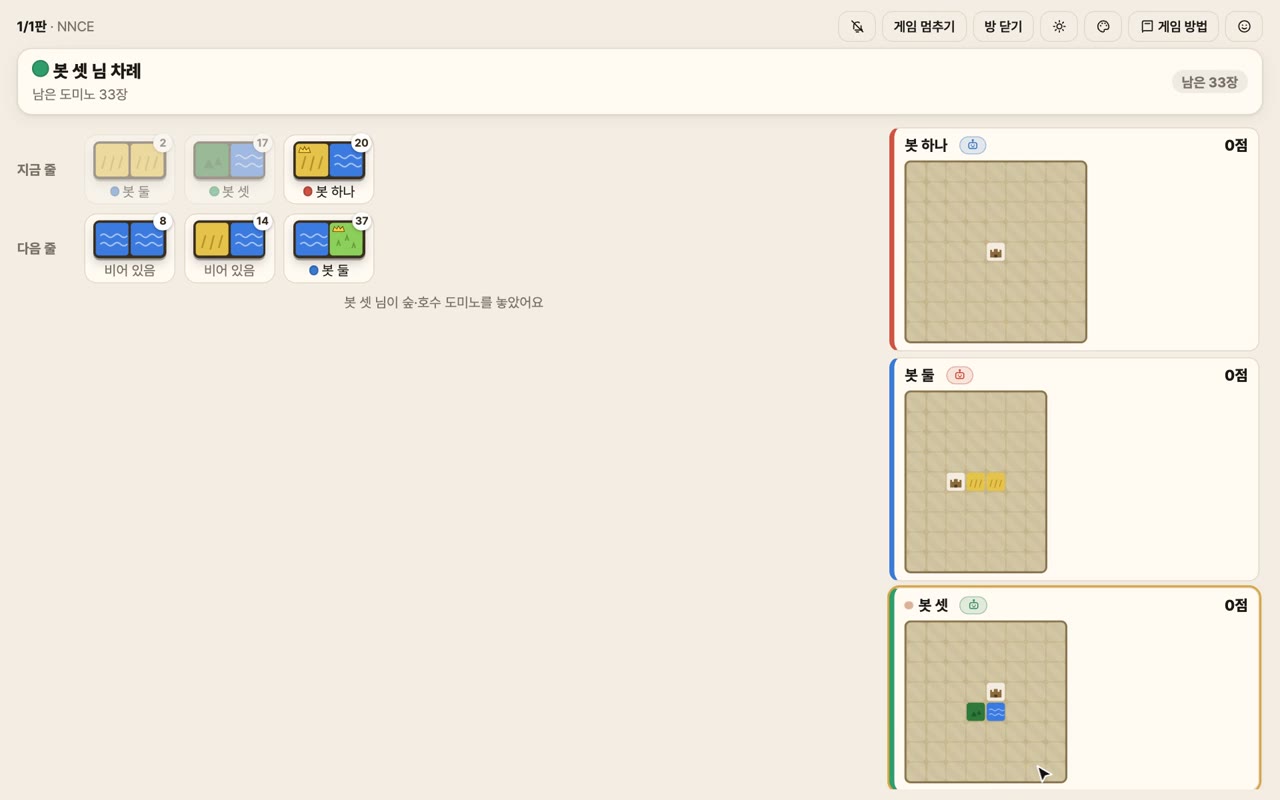 1/1판 · NNCE
게임 멈추기
방 닫기
게임 방법
봇 셋 님 차례
남은 도미노 33장
남은 33장
지금 줄
2
봇 둘
17
봇 셋
20
봇 하나
다음 줄
8
비어 있음
14
비어 있음
37
봇 둘
봇 셋 님이 숲·호수 도미노를 놓았어요
봇 하나
0점
봇 둘
0점
봇 셋
0점